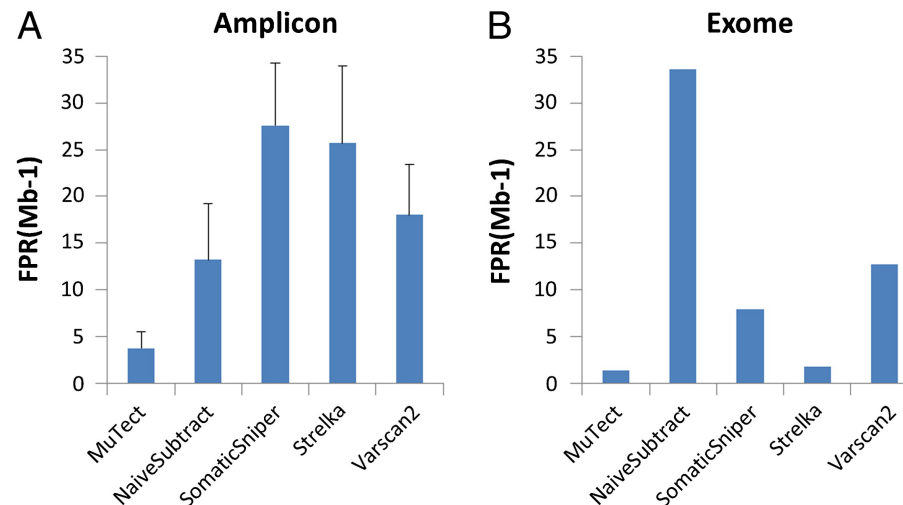 A
Amplicon
FPR(Mb-1)
35
30
25
20
15
10
5
0
MuTect
NaiveSubtract
SomaticSniper
Strelka
Varscan2
B
Exome
FPR(Mb-1)
35
30
25
20
15
10
5
0
MuTect
NaiveSubtract
SomaticSniper
Strelka
Varscan2